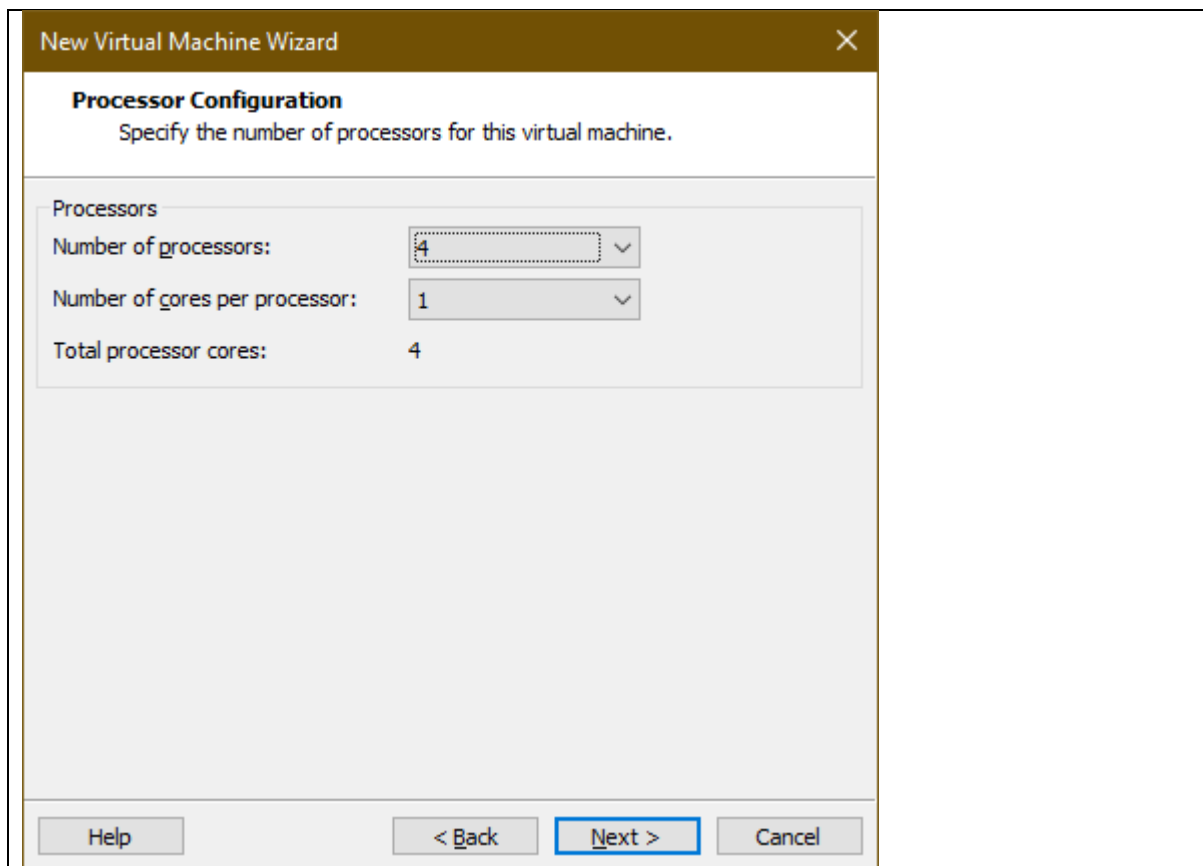 New Virtual Machine Wizard
Processor Configuration
Specify the number of processors for this virtual machine.
Processors
Number of processors: 4
Number of cores per processor: 1
Total processor cores: 4
Help < Back Next > Cancel